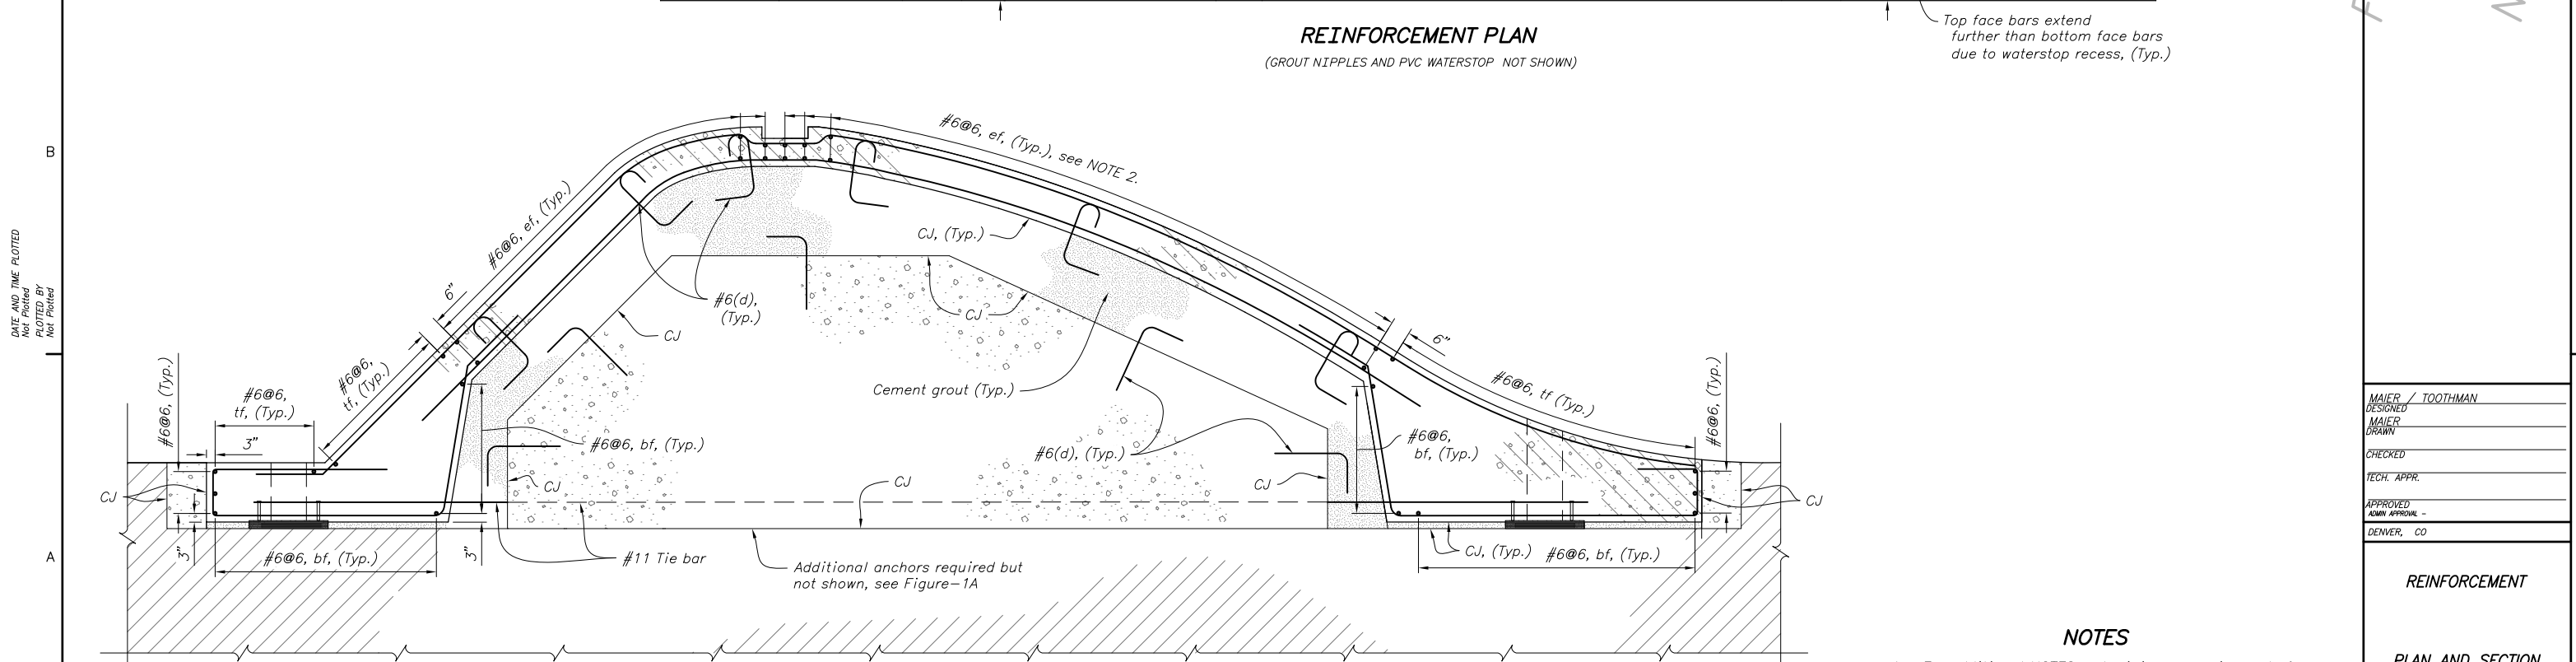 REINFORCEMENT PLAN
(GROUT NIPPLES AND PVC WATERSTOP NOT SHOWN)
Top face bars extend
further than bottom face bars
due to waterstop recess, (Typ.)
B
#6@6, ef, (Typ.), see NOTE 2.
#6@6, ef, (Typ.)
CJ, (Typ.)
DATE AND TIME PLOTTED
Not Plotted
PLOTTED BY
Not Plotted
6"
#6(d),
(Typ.)
CJ
CJ
6"
#6@6,
tf, (Typ.)
Cement grout (Typ.)
#6@6, tf (Typ.)
#6@6, (Typ.)
#6@6,
tf, (Typ.)
3"
#6@6, (Typ.)
#6@6, bf, (Typ.)
#6(d), (Typ.)
#6@6,
bf, (Typ.)
CJ
CJ
CJ
CJ
CJ
3"
#6@6, bf, (Typ.)
3"
#11 Tie bar
Additional anchors required but
not shown, see Figure-1A
CJ, (Typ.)
#6@6, bf, (Typ.)
A
MAIER / TOOTHMAN
DESIGNED
MAIER
DRAWN
CHECKED
TECH. APPR.
APPROVED
ADMIN APPROVAL -
DENVER, CO
REINFORCEMENT
NOTES
PLAN AND SECTION